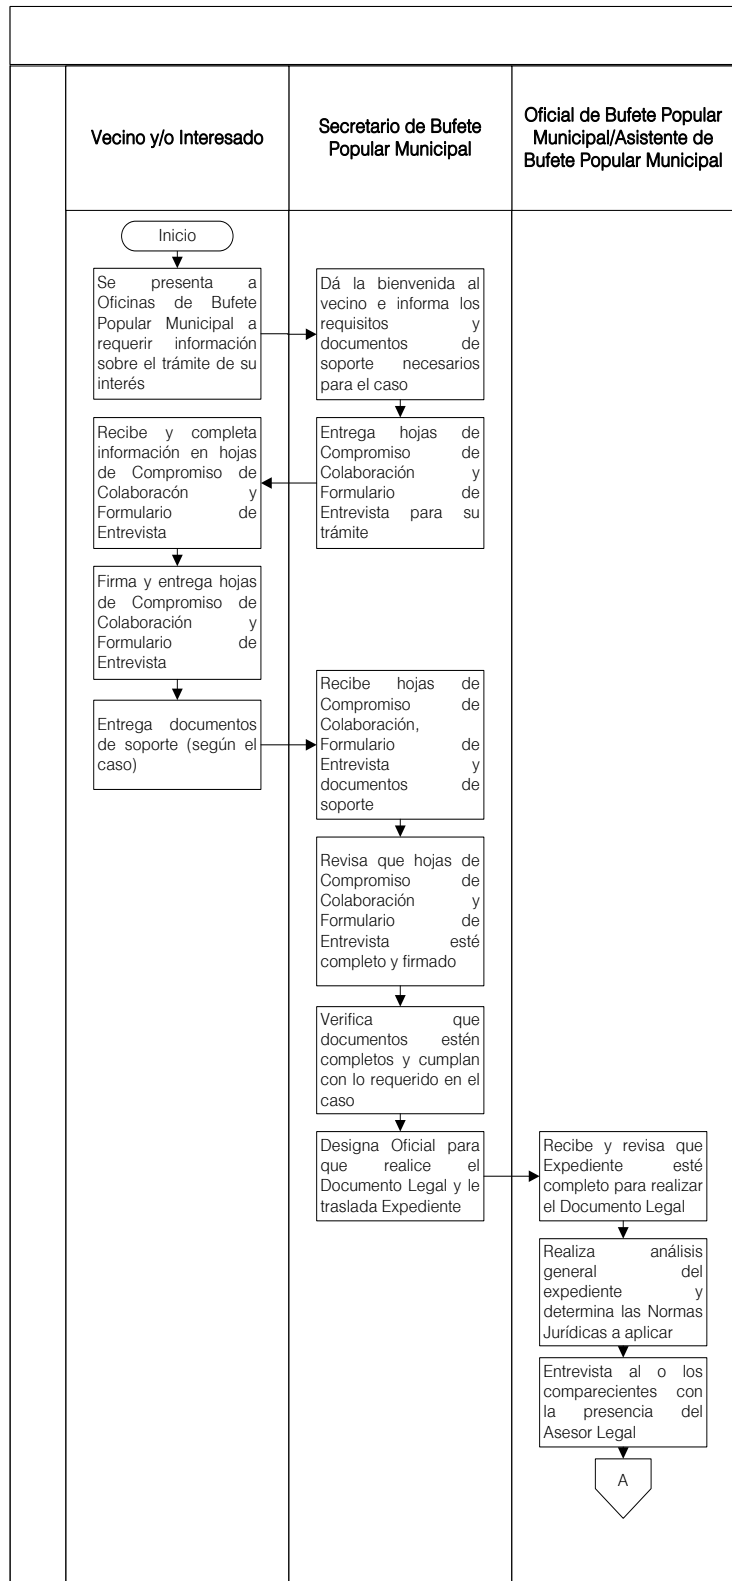 Vecino y/o Interesado
Secretario de Bufete
Popular Municipal
Oficial de Bufete Popular
Municipal/Asistente de
Bufete Popular Municipal
Inicio
Se presenta a
Oficinas de Bufete
Popular Municipal a
requerir información
sobre el trámite de su
interés
Dá la bienvenida al
vecino e informa los
requisitos y
documentos de
soporte necesarios
para el caso
Entrega hojas de
Compromiso de
Colaboración y
Formulario de
Entrevista para su
trámite
Recibe y completa
información en hojas
de Compromiso de
Colaboracón y
Formulario de
Entrevista
Firma y entrega hojas
de Compromiso de
Colaboración y
Formulario de
Entrevista
Entrega documentos
de soporte (según el
caso)
Recibe hojas de
Compromiso de
Colaboración,
Formulario de
Entrevista y
documentos de
soporte
Revisa que hojas de
Compromiso de
Colaboración y
Formulario de
Entrevista esté
completo y firmado
Verifica que
documentos estén
completos y cumplan
con lo requerido en el
caso
Designa Oficial para
que realice el
Documento Legal y le
traslada Expediente
Recibe y revisa que
Expediente esté
completo para realizar
el Documento Legal
Realiza análisis
general del
expediente y
determina las Normas
Jurídicas a aplicar
Entrevista al o los
comparecientes con
la presencia del
Asesor Legal
A